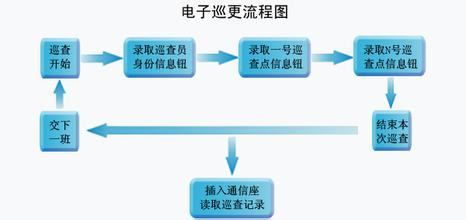 电子巡更流程图
巡查
开始
录取巡查员
身份信息钮
录取一号巡
查点信息钮
录取N号巡
查点信息钮
结束本
次巡查
交下
一班
插入通信座
读取巡查记录